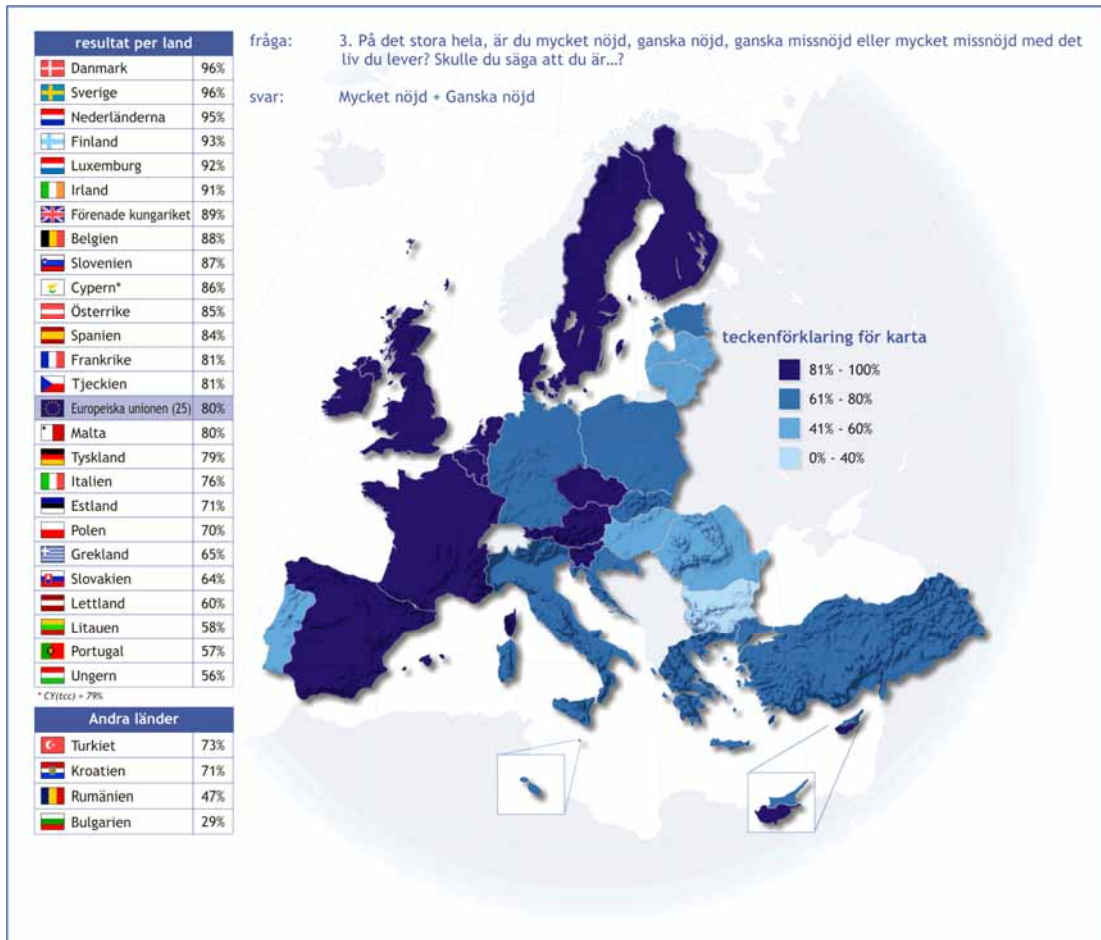 resultat per land
Danmark 96%
Sverige 96%
Nederländerna 95%
Finland 93%
Luxemburg 92%
Irland 91%
Förenade kungariket 89%
Belgien 88%
Slovenien 87%
Cypern* 86%
Österrike 85%
Spanien 84%
Frankrike 81%
Tjeckien 81%
Europeiska unionen (25) 80%
Malta 80%
Tyskland 79%
Italien 76%
Estland 71%
Polen 70%
Grekland 65%
Slovakien 64%
Lettland 60%
Litauen 58%
Portugal 57%
Ungern 56%
* CY(tcc) = 79%
Andra länder
Turkiet 73%
Kroatien 71%
Rumänien 47%
Bulgarien 29%
fråga: 3. På det stora hela, är du mycket nöjd, ganska nöjd, ganska missnöjd eller mycket missnöjd med det
liv du lever? Skulle du säga att du är...?
svar: Mycket nöjd + Ganska nöjd
teckenförklaring för karta
81% - 100%
61% - 80%
41% - 60%
0% - 40%